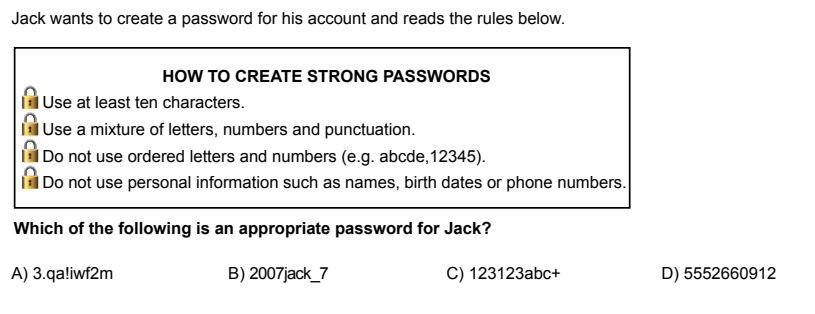 Jack wants to create a password for his account and reads the rules below.
HOW TO CREATE STRONG PASSWORDS
Use at least ten characters.
Use a mixture of letters, numbers and punctuation.
Do not use ordered letters and numbers (e.g. abcde,12345).
Do not use personal information such as names, birth dates or phone numbers.
Which of the following is an appropriate password for Jack?
A) 3.qa!iwf2m B) 2007jack_7 C) 123123abc+ D) 5552660912